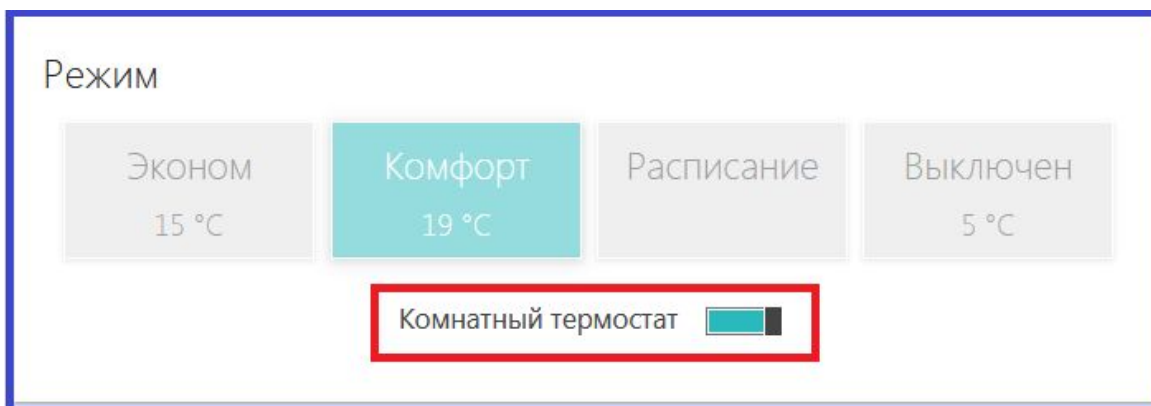 Режим
Эконом
15 °C
Комфорт
19 °C
Расписание
Выключен
5 °C
Комнатный термостат